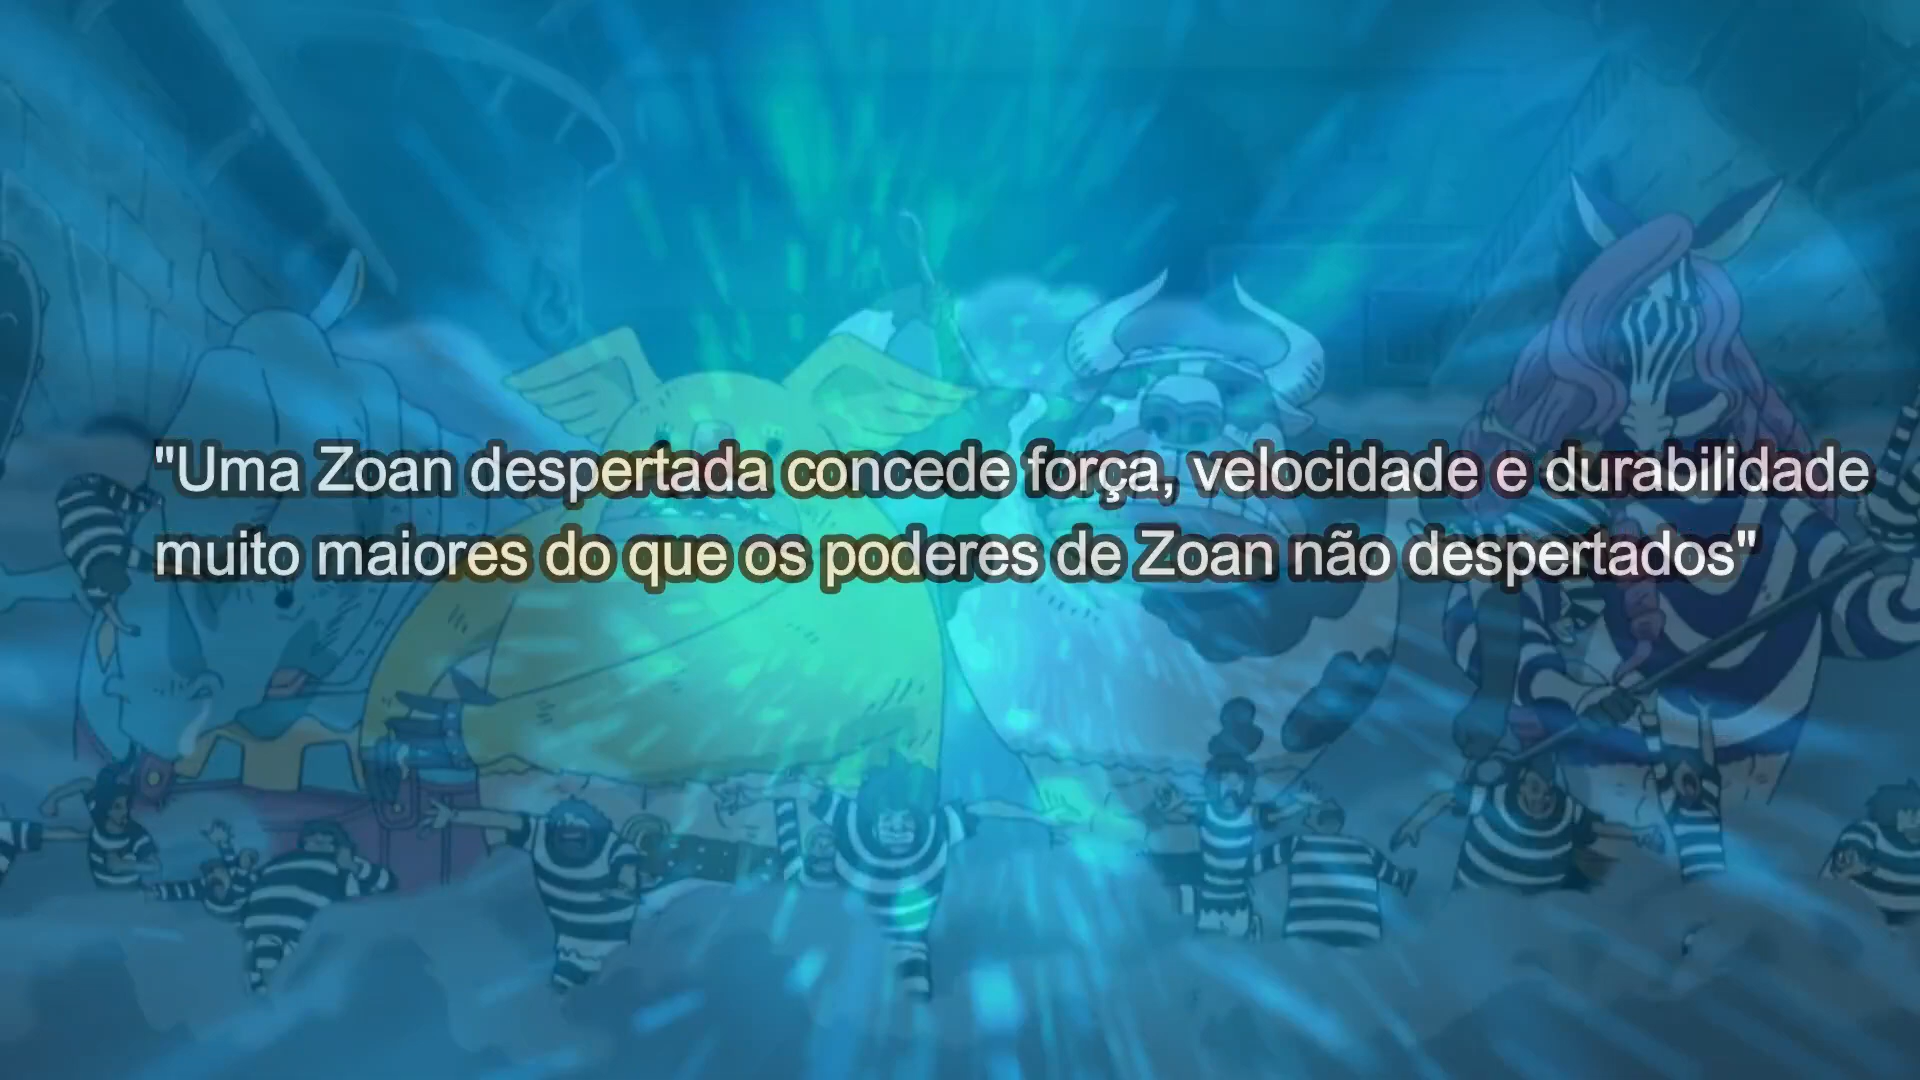 "Uma Zoan despertada concede força, velocidade e durabilidade
muito maiores do que os poderes de Zoan não despertados"